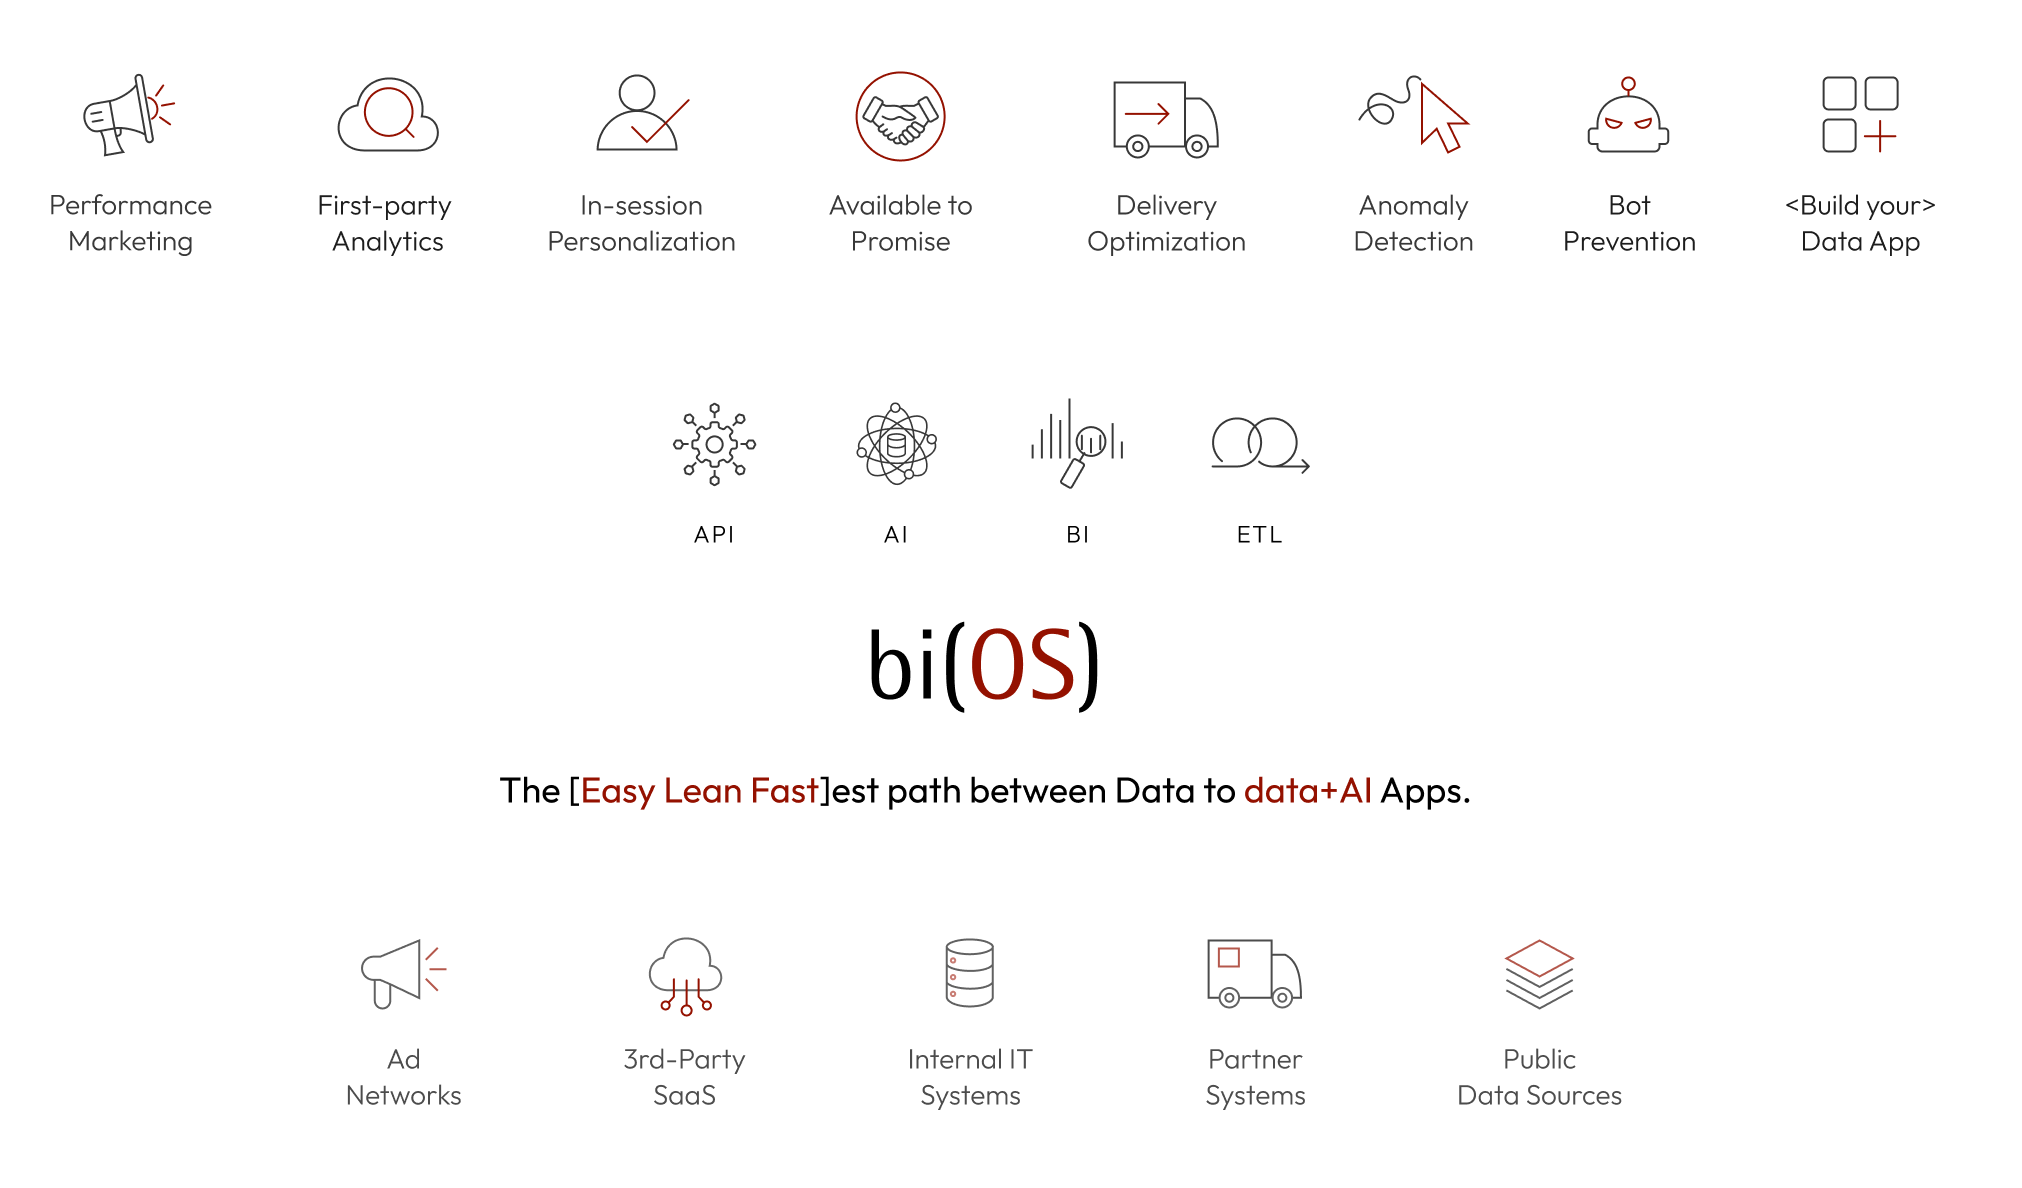 Performance
Marketing
First-party
Analytics
In-session
Personalization
Available to
Promise
Delivery
Optimization
Anomaly
Detection
Bot
Prevention
<Build your>
Data App
API
AI
BI
ETL
bi(OS)
The [Easy Lean Fast]est path between Data to data+AI Apps.
Ad
Networks
3rd-Party
SaaS
Internal IT
Systems
Partner
Systems
Public
Data Sources